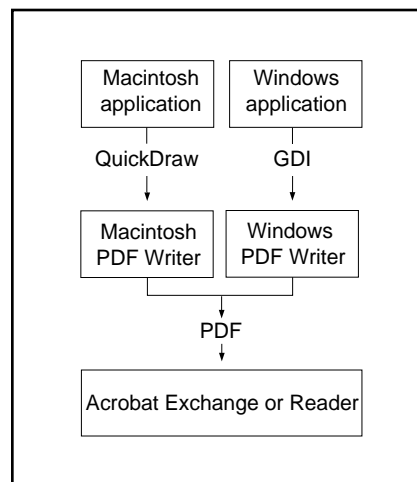 Macintosh
application
Windows
application
QuickDraw
GDI
Macintosh
PDF Writer
Windows
PDF Writer
PDF
Acrobat Exchange or Reader